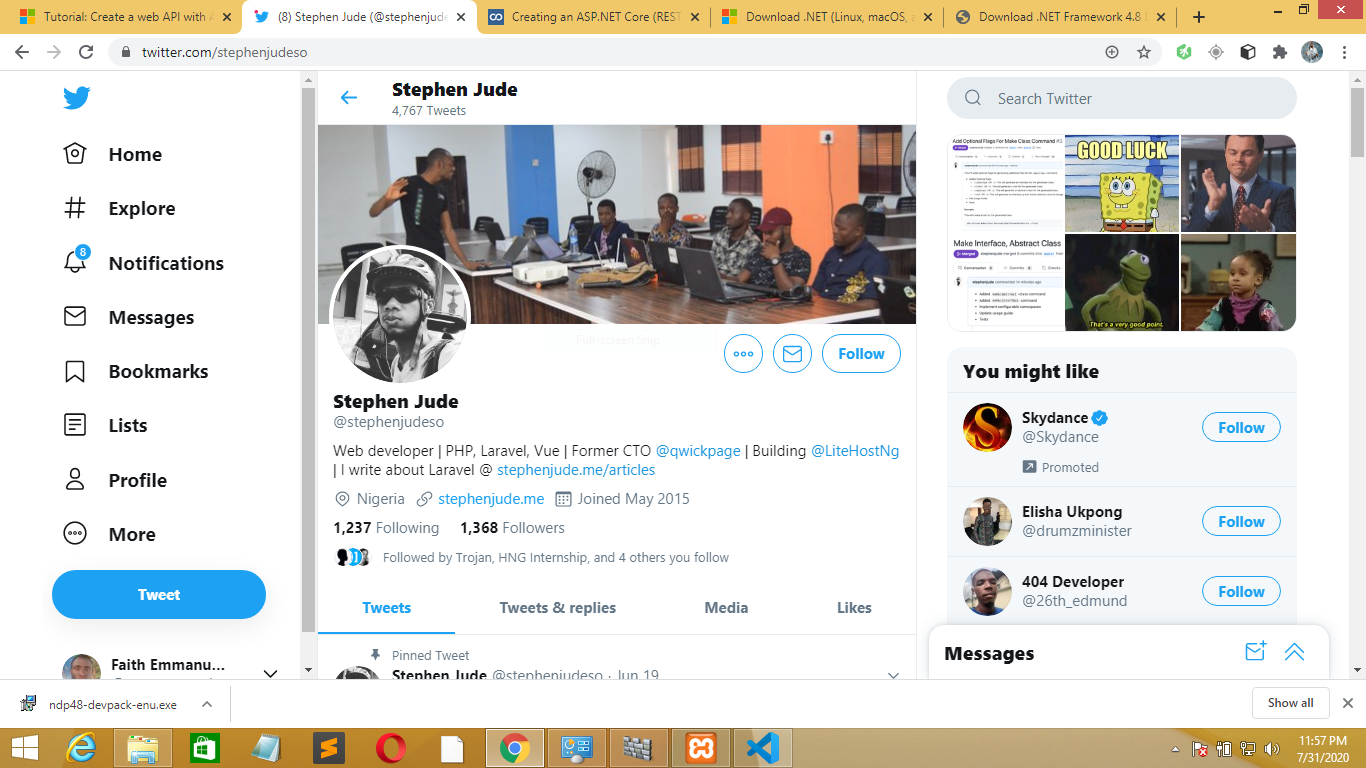 Tutorial: Create a web API with A
(8) Stephen Jude (@stephenjude
Creating an ASP.NET Core (REST
Download .NET (Linux, macOS, a
Download .NET Framework 4.8
twitter.com/stephenjudeso
Home
Explore
8
Notifications
Messages
Bookmarks
Lists
Profile
More
Tweet
Faith Emmanu...
Stephen Jude
4,767 Tweets
Follow
Stephen Jude
@stephenjudeso
Web developer | PHP, Laravel, Vue | Former CTO @qwickpage | Building @LiteHostNg
| I write about Laravel @ stephenjude.me/articles
Nigeria stephenjude.me Joined May 2015
1,237 Following 1,368 Followers
Followed by Trojan, HNG Internship, and 4 others you follow
Tweets Tweets & replies Media Likes
Pinned Tweet
Stephen Jude @stephenjudeso · Jun 19
Search Twitter
Add Optional Flags For Make Class Command #3
Merged
GOOD LUCK
Make Interface, Abstract Class
Merged
That's a very good point.
You might like
Skydance
@Skydance
Promoted
Follow
Elisha Ukpong
@drumzminister
Follow
404 Developer
@26th_edmund
Follow
Messages
ndp48-devpack-enu.exe
Show all
11:57 PM
7/31/2020